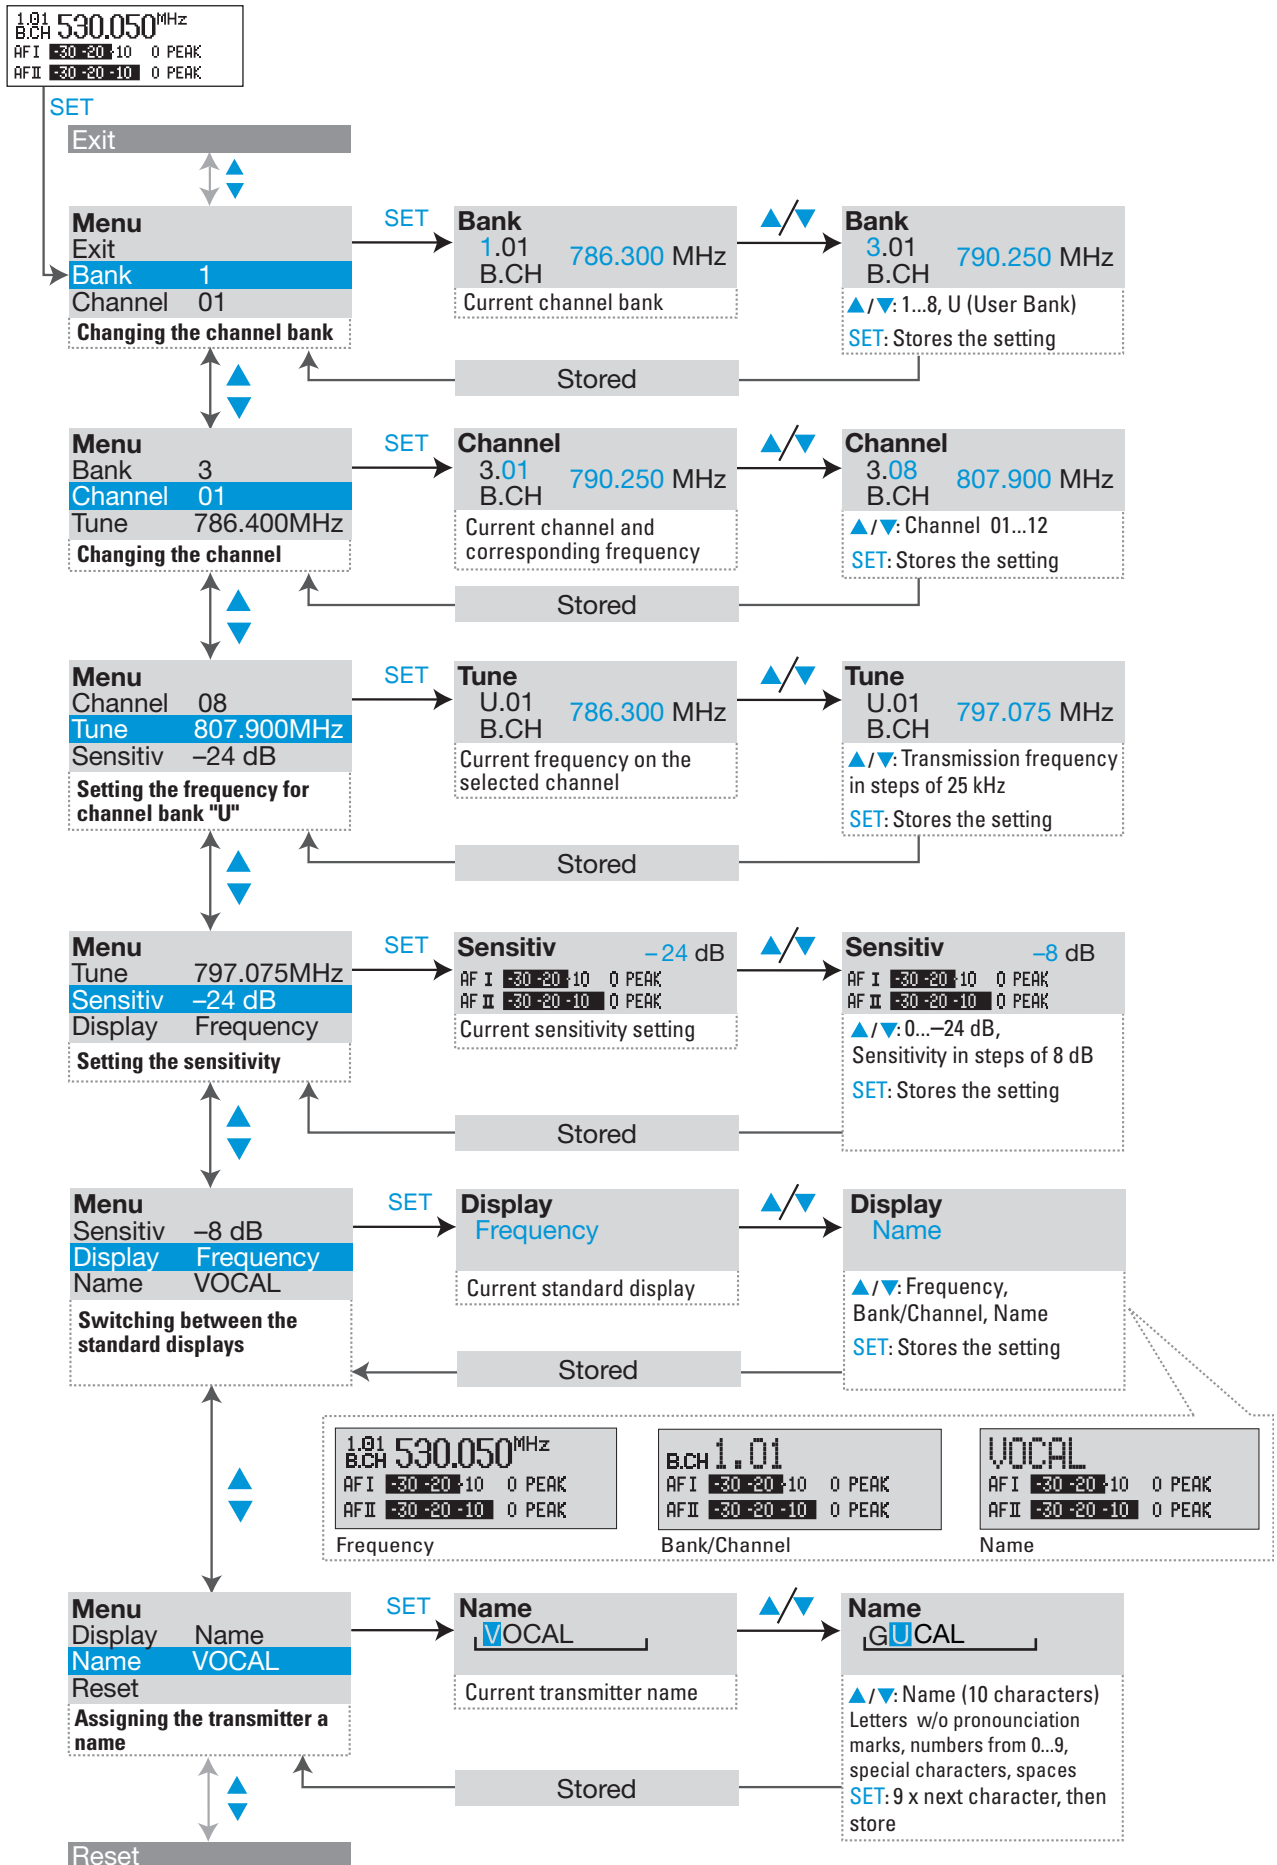 1.01 530.050 MHz
B.CH
AF I -30 -20 -10 0 PEAK
AF II -30 -20 -10 0 PEAK
SET
Exit
Menu
Exit
Bank 1
Channel 01
Changing the channel bank
SET
Bank
1.01 786.300 MHz
B.CH
Current channel bank
▲/▼
Bank
3.01 790.250 MHz
B.CH
▲/▼: 1...8, U (User Bank)
SET: Stores the setting
Stored
Menu
Bank 3
Channel 01
Tune 786.400MHz
Changing the channel
SET
Channel
3.01 790.250 MHz
B.CH
Current channel and
corresponding frequency
▲/▼
Channel
3.08 807.900 MHz
B.CH
▲/▼: Channel 01...12
SET: Stores the setting
Stored
Menu
Channel 08
Tune 807.900MHz
Sensitiv –24 dB
Setting the frequency for
channel bank "U"
SET
Tune
U.01 786.300 MHz
B.CH
Current frequency on the
selected channel
▲/▼
Tune
U.01 797.075 MHz
B.CH
▲/▼: Transmission frequency
in steps of 25 kHz
SET: Stores the setting
Stored
Menu
Tune 797.075MHz
Sensitiv –24 dB
Display Frequency
Setting the sensitivity
SET
Sensitiv –24 dB
AF I -30 -20 -10 0 PEAK
AF II -30 -20 -10 0 PEAK
Current sensitivity setting
▲/▼
Sensitiv –8 dB
AF I -30 -20 -10 0 PEAK
AF II -30 -20 -10 0 PEAK
▲/▼: 0...–24 dB,
Sensitivity in steps of 8 dB
SET: Stores the setting
Stored
Menu
Sensitiv –8 dB
Display Frequency
Name VOCAL
Switching between the
standard displays
SET
Display
Frequency
Current standard display
▲/▼
Display
Name
▲/▼: Frequency,
Bank/Channel, Name
SET: Stores the setting
Stored
1.01 530.050 MHz
B.CH
AF I -30 -20 -10 0 PEAK
AF II -30 -20 -10 0 PEAK
Frequency
B.CH 1.01
AF I -30 -20 -10 0 PEAK
AF II -30 -20 -10 0 PEAK
Bank/Channel
VOCAL
AF I -30 -20 -10 0 PEAK
AF II -30 -20 -10 0 PEAK
Name
Menu
Display Name
Name VOCAL
Reset
Assigning the transmitter a
name
SET
Name
VOCAL
Current transmitter name
▲/▼
Name
GUCAL
▲/▼: Name (10 characters)
Letters w/o pronounciation
marks, numbers from 0...9,
special characters, spaces
SET: 9 x next character, then
store
Stored
Reset